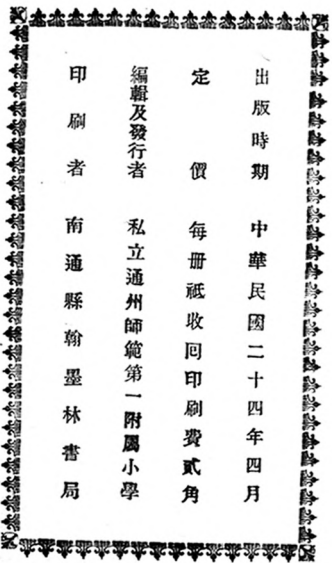 出版時期　中華民國二十四年四月
定價　每册祗收回印刷費貳角
編輯及發行者　私立通州師範第一附屬小學
印刷者　南通縣翰墨林書局